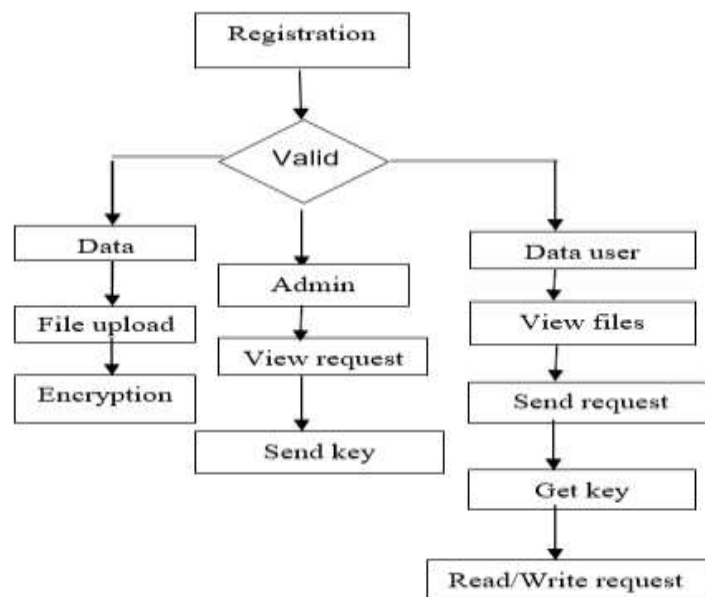 Registration
Valid
Data
File upload
Encryption
Admin
View request
Send key
Data user
View files
Send request
Get key
Read/Write request